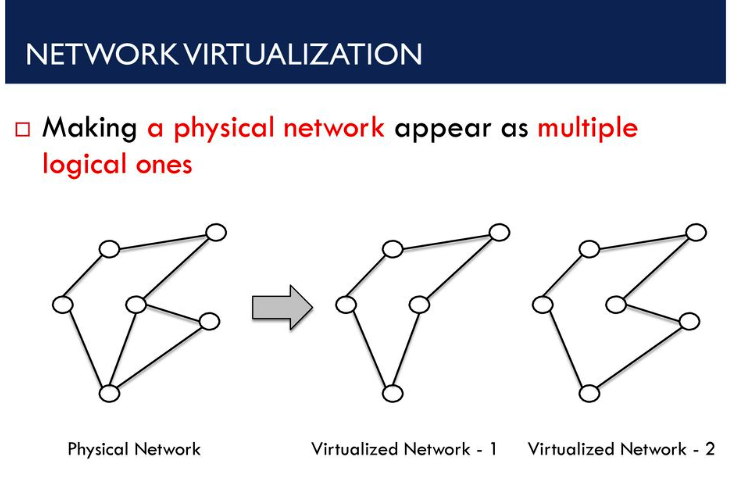 NETWORK VIRTUALIZATION
Making a physical network appear as multiple
logical ones
Physical Network
Virtualized Network - 1
Virtualized Network - 2